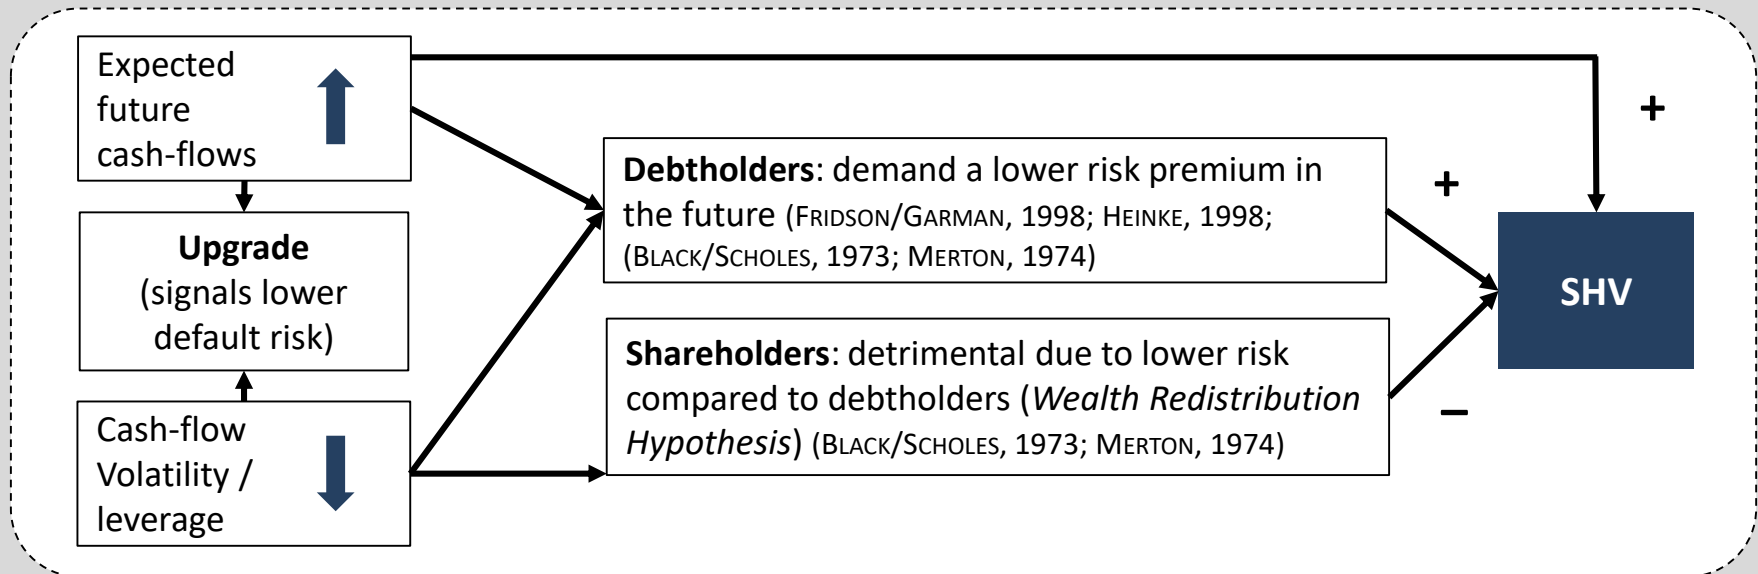 Expected
future
cash-flows
Upgrade
(signals lower
default risk)
Cash-flow
Volatility /
leverage
Debtholders: demand a lower risk premium in
the future (FRIDSON/GARMAN, 1998; HEINKE, 1998;
(BLACK/SCHOLES, 1973; MERTON, 1974)
Shareholders: detrimental due to lower risk
compared to debtholders (Wealth Redistribution
Hypothesis) (BLACK/SCHOLES, 1973; MERTON, 1974)
+
+
–
SHV